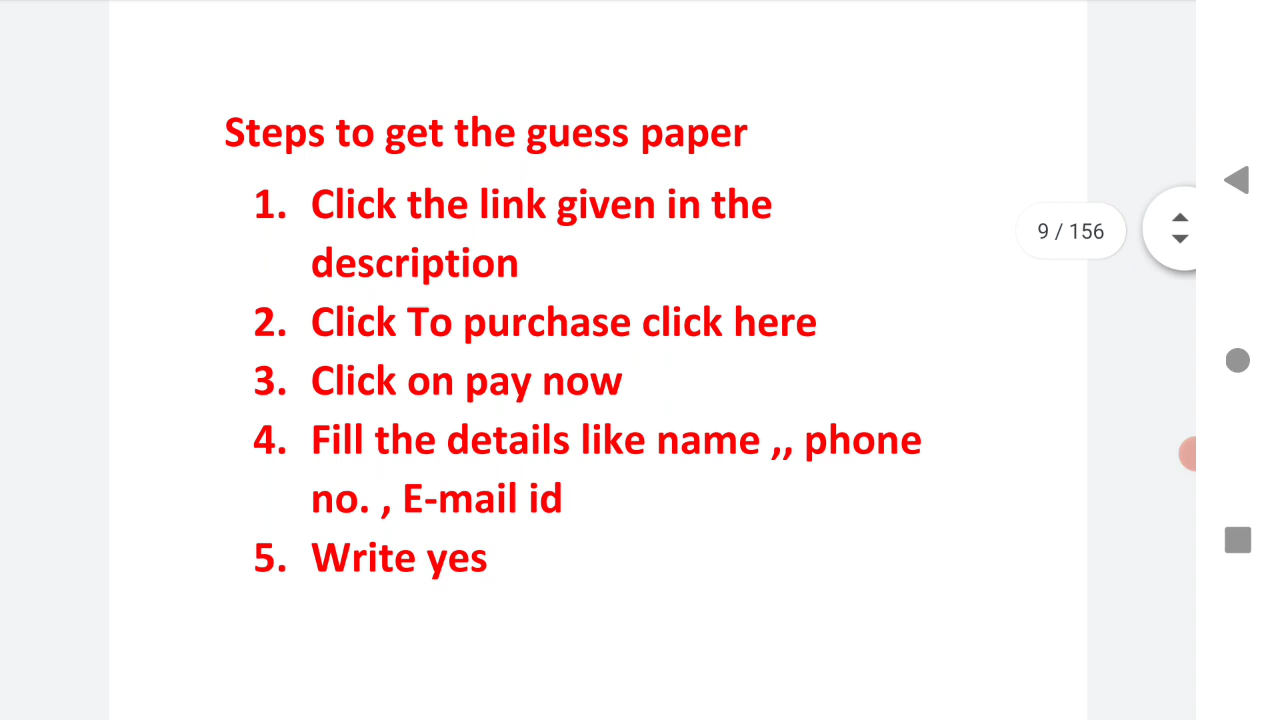 Steps to get the guess paper
1. Click the link given in the
description
9 / 156
2. Click To purchase click here
3. Click on pay now
4. Fill the details like name ,, phone
no. , E-mail id
5. Write yes